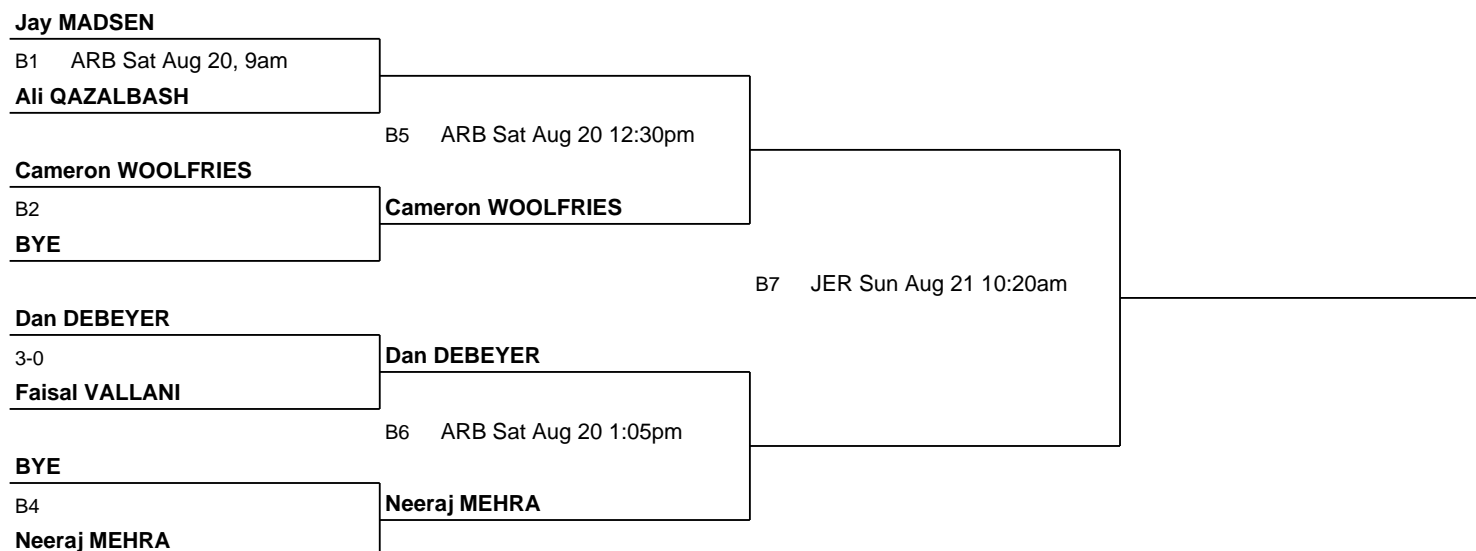 Jay MADSEN
B1 ARB Sat Aug 20, 9am
Ali QAZALBASH
B5 ARB Sat Aug 20 12:30pm
Cameron WOOLFRIES
B2
Cameron WOOLFRIES
BYE
B7 JER Sun Aug 21 10:20am
Dan DEBEYER
3-0
Dan DEBEYER
Faisal VALLANI
B6 ARB Sat Aug 20 1:05pm
BYE
B4
Neeraj MEHRA
Neeraj MEHRA